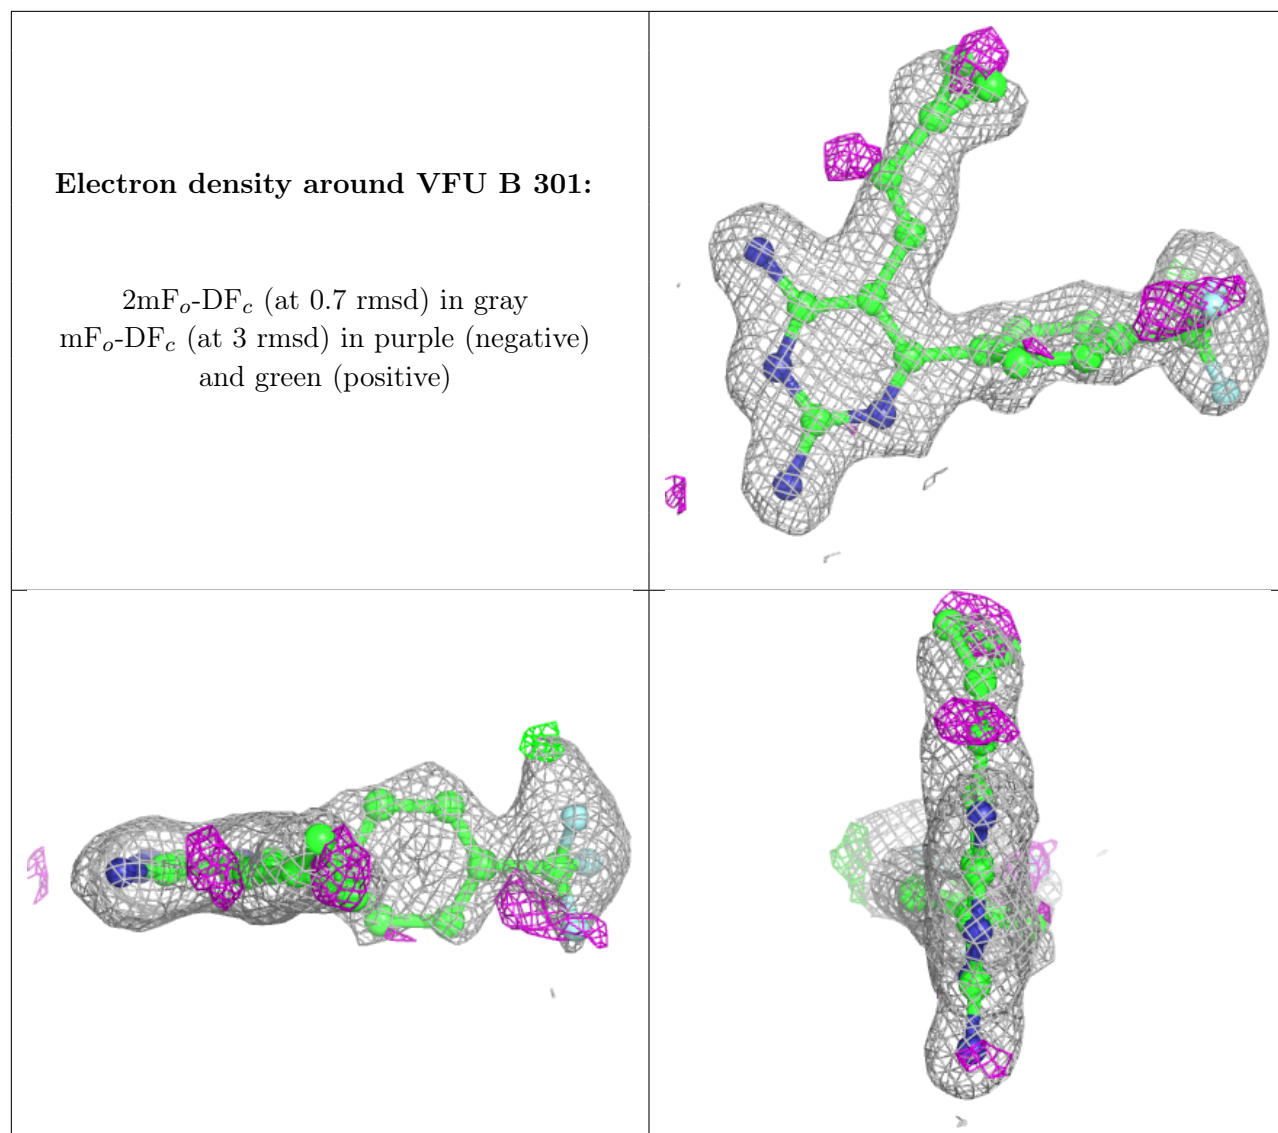 Electron density around VFU B 301:
2mFo-DFc (at 0.7 rmsd) in gray
mFo-DFc (at 3 rmsd) in purple (negative)
and green (positive)